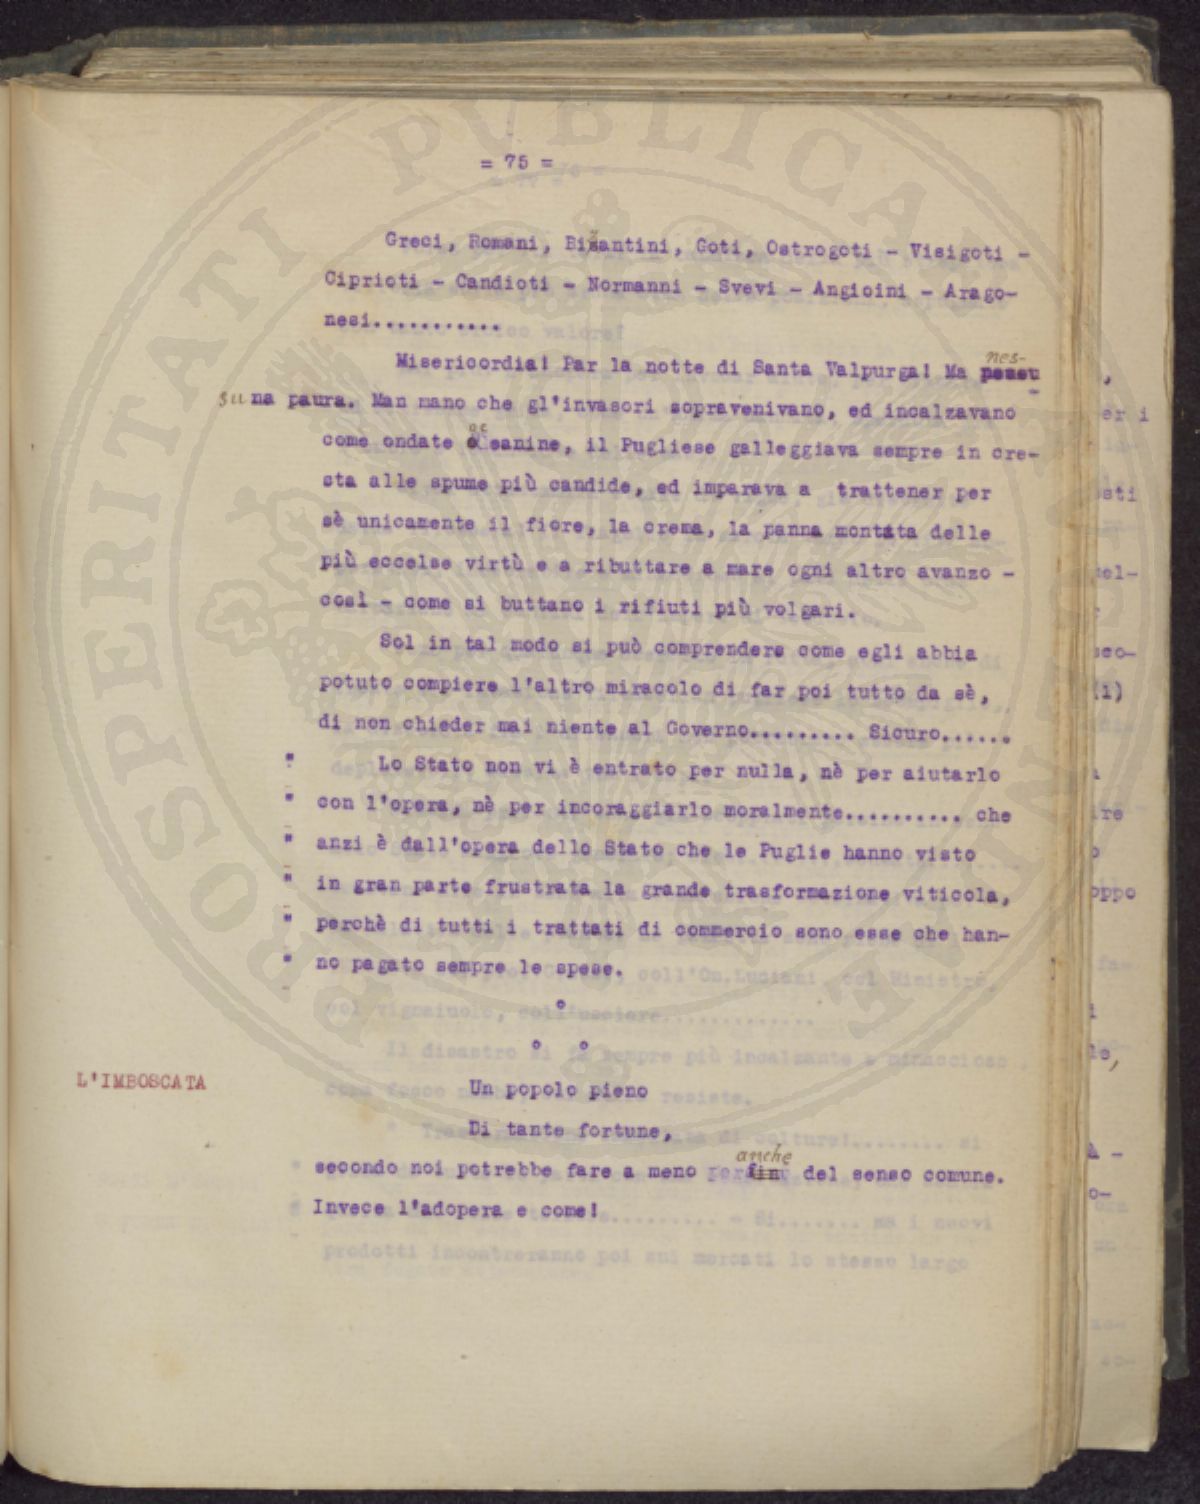 = 75 =
Greci, Romani, Bizantini, Goti, Ostrogoti - Visigoti -
Ciprioti - Candioti - Normanni - Svevi - Angioini - Arago-
nesi...........
Misericordia! Par la notte di Santa Valpurga! Ma nes-
suna paura. Man mano che gl'invasori sopravenivano, ed incalzavano
come ondate oceanine, il Pugliese galleggiava sempre in cre-
sta alle spume più candide, ed imparava a trattener per
sè unicamente il fiore, la crema, la panna montata delle
più eccelse virtù e a ributtare a mare ogni altro avanzo -
così - come si buttano i rifiuti più volgari.
Sol in tal modo si può comprendere come egli abbia
potuto compiere l'altro miracolo di far poi tutto da sè,
di non chieder mai niente al Governo......... Sicuro......
" Lo Stato non vi è entrato per nulla, nè per aiutarlo
" con l'opera, nè per incoraggiarlo moralmente.......... che
" anzi è dall'opera dello Stato che le Puglie hanno visto
" in gran parte frustrata la grande trasformazione viticola,
" perchè di tutti i trattati di commercio sono esse che han-
" no pagato sempre le spese.
°
° °
L'IMBOSCATA
Un popolo pieno
Di tante fortune,
secondo noi potrebbe fare a meno anche del senso comune.
Invece l'adopera e come!
PROSPERITATI PUBLICAE